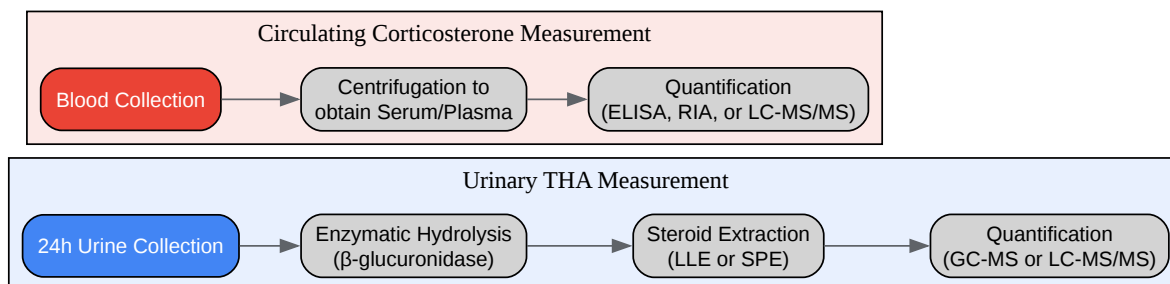 Circulating Corticosterone Measurement
Blood Collection
Centrifugation to
obtain Serum/Plasma
Quantification
(ELISA, RIA, or LC-MS/MS)
Urinary THA Measurement
24h Urine Collection
Enzymatic Hydrolysis
(β-glucuronidase)
Steroid Extraction
(LLE or SPE)
Quantification
(GC-MS or LC-MS/MS)